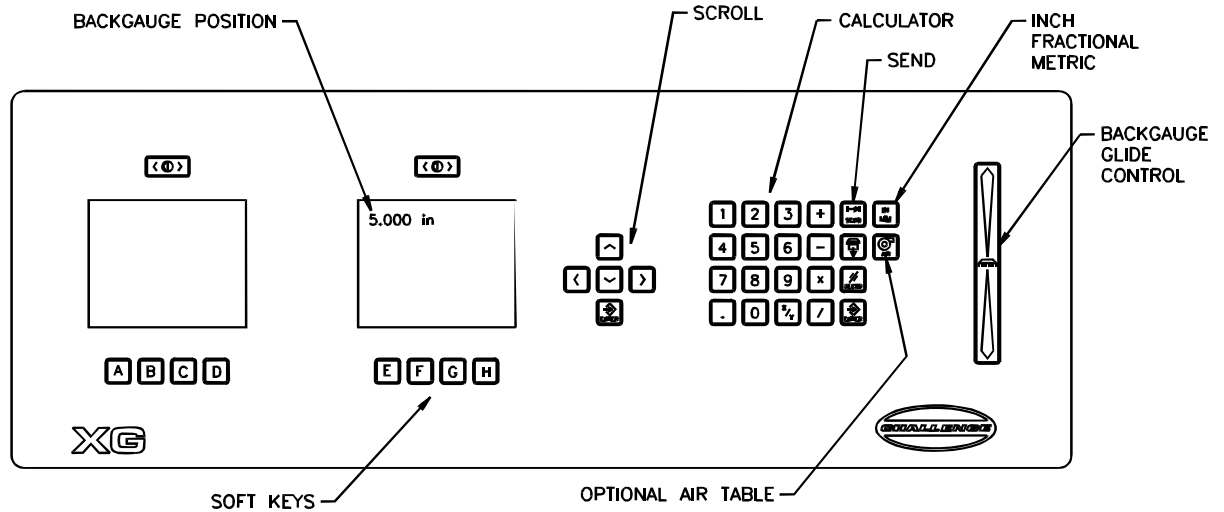 BACKGAUGE POSITION
SCROLL
CALCULATOR
SEND
INCH
FRACTIONAL
METRIC
BACKGAUGE
GLIDE
CONTROL
5.000 in
1 2 3 +
4 5 6 -
7 8 9 x
. 0 /
A B C D
E F G H
XG
CHALLENGE
SOFT KEYS
OPTIONAL AIR TABLE